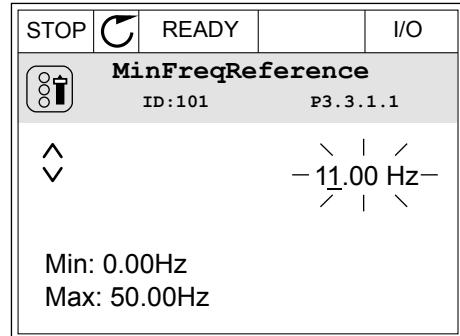 STOP READY I/O
MinFreqReference
ID:101 P3.3.1.1
11.00 Hz
Min: 0.00Hz
Max: 50.00Hz